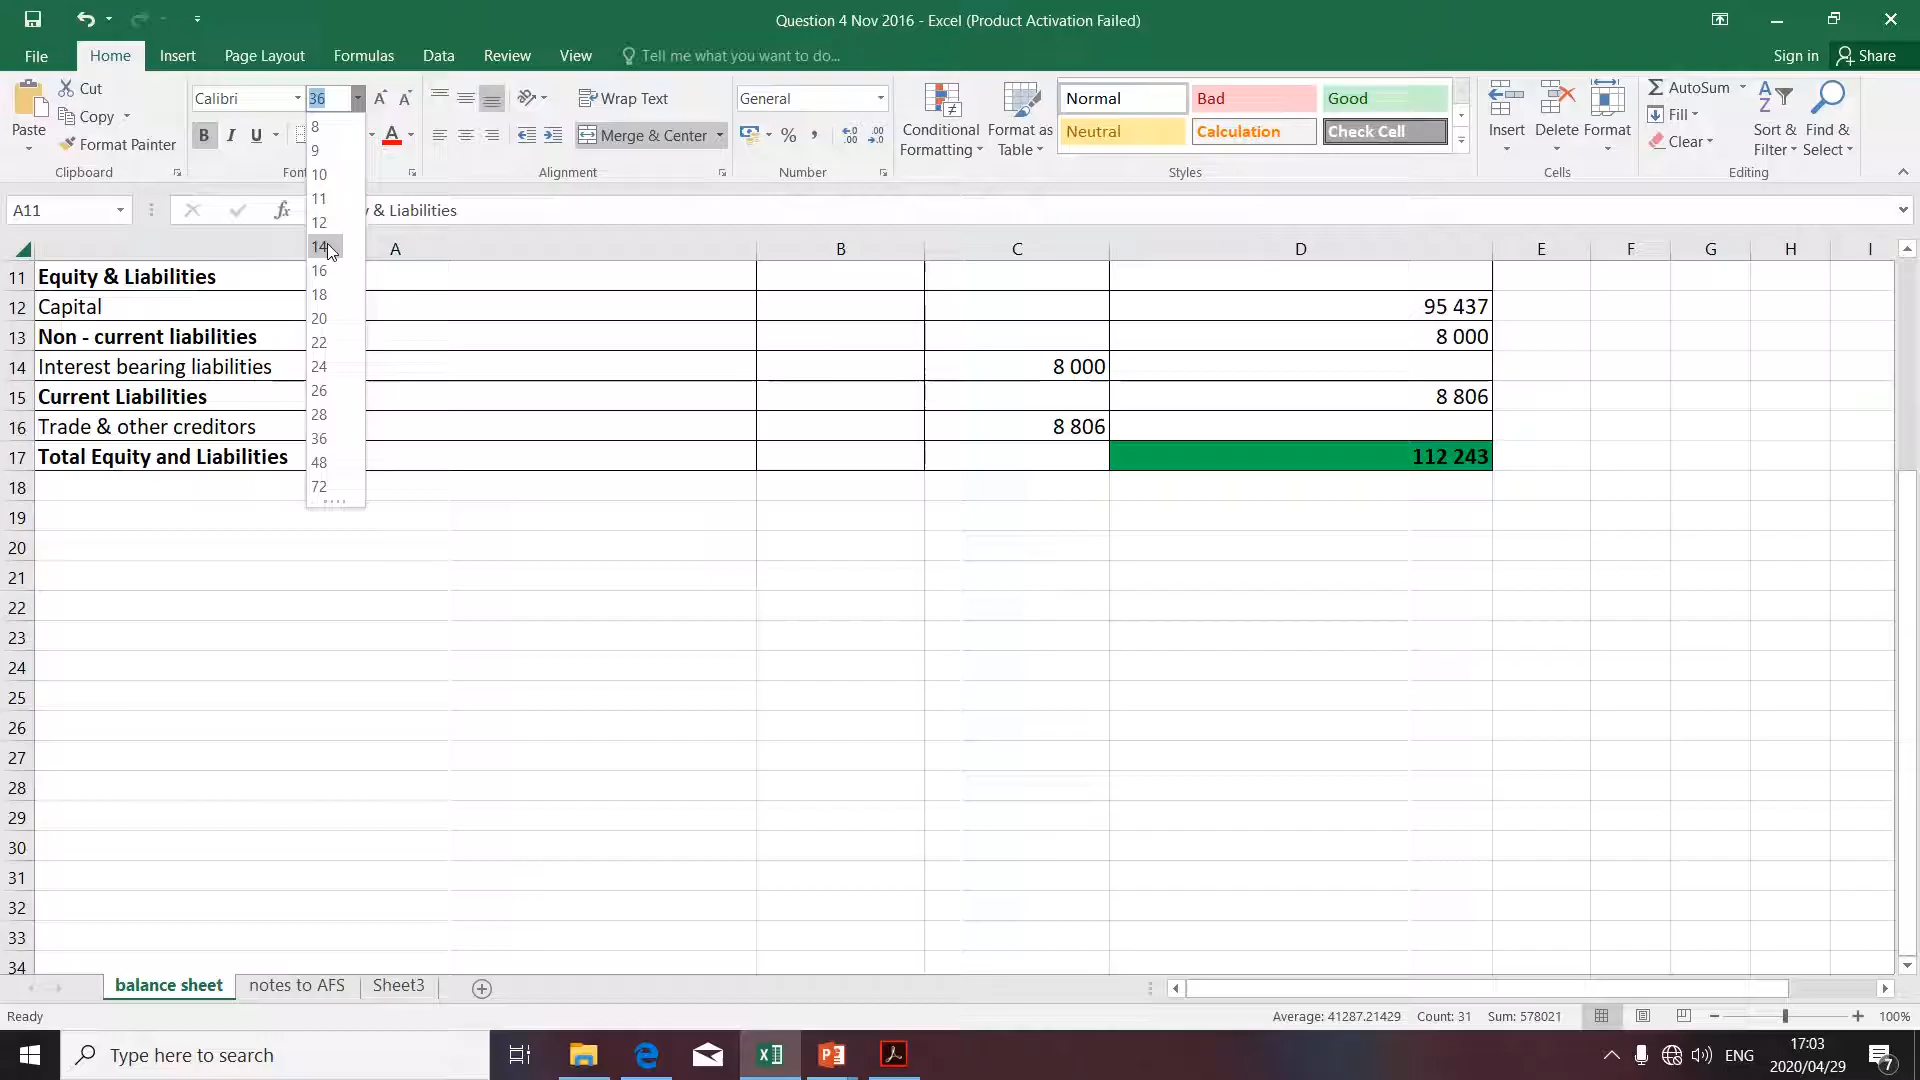 Question 4 Nov 2016 - Excel (Product Activation Failed)
File Home Insert Page Layout Formulas Data Review View Tell me what you want to do... Sign in Share
Paste Cut Copy Format Painter
Clipboard
Calibri 36
B I U A
Wrap Text
Merge & Center
Alignment
General
%
Number
Conditional Formatting
Format as Table
Normal Bad Good
Neutral Calculation Check Cell
Styles
Insert Delete Format
Cells
AutoSum
Fill
Clear
Sort & Filter
Find & Select
Editing
A11 fx & Liabilities
8
9
10
11
12
14
16
18
20
22
24
26
28
36
48
72
A B C D E F G H I
11 Equity & Liabilities
12 Capital 95 437
13 Non - current liabilities 8 000
14 Interest bearing liabilities 8 000
15 Current Liabilities 8 806
16 Trade & other creditors 8 806
17 Total Equity and Liabilities 112 243
18
19
20
21
22
23
24
25
26
27
28
29
30
31
32
33
34
balance sheet notes to AFS Sheet3
Ready Average: 41287.21429 Count: 31 Sum: 578021 100%
Type here to search
ENG 17:03
2020/04/29
7